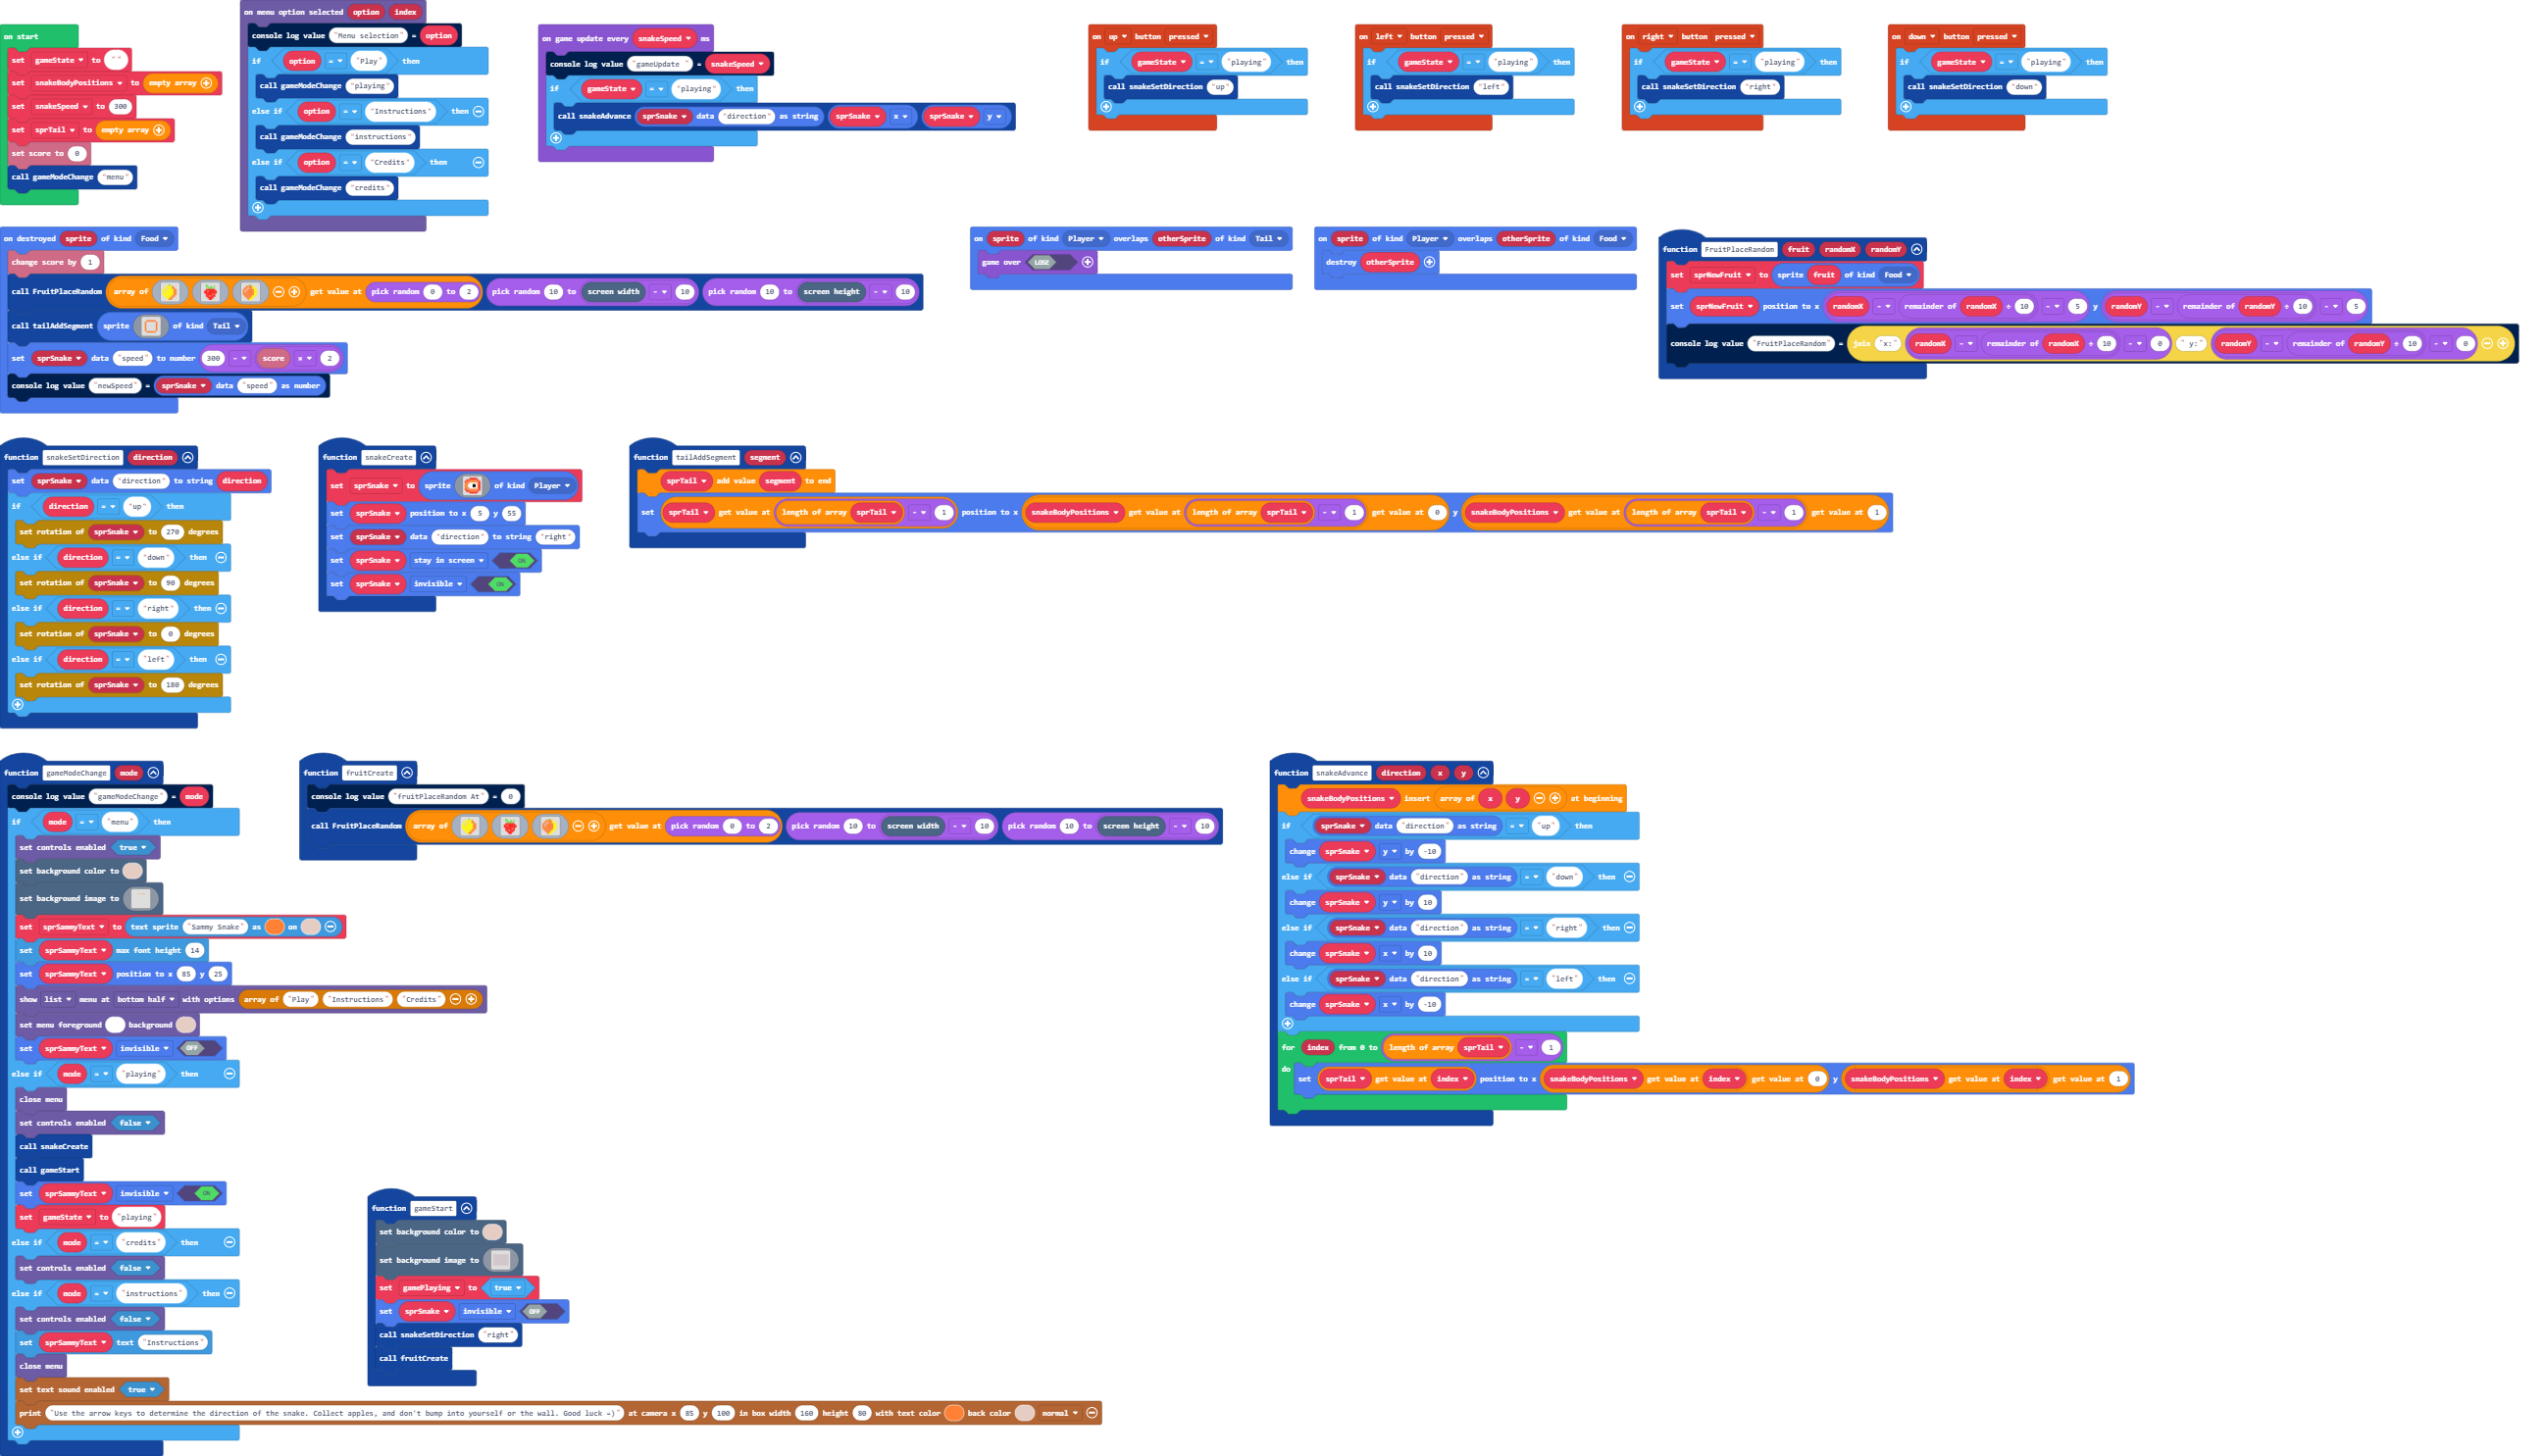 on start
set gameState to " "
set snakeBodyPositions to empty array
set snakeSpeed to 300
set sprTail to empty array
set score to 0
call gameModeChange "menu"
on menu option selected option index
console log value "Menu selection" = option
if option = "Play" then
call gameModeChange "playing"
else if option = "Instructions" then
call gameModeChange "instructions"
else if option = "Credits" then
call gameModeChange "credits"
on game update every snakeSpeed ms
console log value "gameUpdate " = snakeSpeed
if gameState = "playing" then
call snakeAdvance sprSnake data "direction" as string sprSnake x sprSnake y
on up button pressed
if gameState = "playing" then
call snakeSetDirection "up"
on left button pressed
if gameState = "playing" then
call snakeSetDirection "left"
on right button pressed
if gameState = "playing" then
call snakeSetDirection "right"
on down button pressed
if gameState = "playing" then
call snakeSetDirection "down"
on destroyed sprite of kind Food
change score by 1
call FruitPlaceRandom array of get value at pick random 0 to 2 pick random 10 to screen width - 10 pick random 10 to screen height - 10
call tailAddSegment sprite of kind Tail
set sprSnake data "speed" to number 300 - score x 2
console log value "newSpeed" = sprSnake data "speed" as number
on sprite of kind Player overlaps otherSprite of kind Tail
game over LOSE
on sprite of kind Player overlaps otherSprite of kind Food
destroy otherSprite
function FruitPlaceRandom fruit randomX randomY
set sprNewFruit to sprite fruit of kind Food
set sprNewFruit position to x randomX - remainder of randomX ÷ 10 - 5 y randomY - remainder of randomY ÷ 10 - 5
console log value "FruitPlaceRandom" = join "x:" randomX - remainder of randomX ÷ 10 - 0 " y:" randomY - remainder of randomY ÷ 10 - 0
function snakeSetDirection direction
set sprSnake data "direction" to string direction
if direction = "up" then
set rotation of sprSnake to 270 degrees
else if direction = "down" then
set rotation of sprSnake to 90 degrees
else if direction = "right" then
set rotation of sprSnake to 0 degrees
else if direction = "left" then
set rotation of sprSnake to 180 degrees
function snakeCreate
set sprSnake to sprite of kind Player
set sprSnake position to x 5 y 55
set sprSnake data "direction" to string "right"
set sprSnake stay in screen ON
set sprSnake invisible ON
function tailAddSegment segment
sprTail add value segment to end
set sprTail get value at length of array sprTail - 1 position to x snakeBodyPositions get value at length of array sprTail - 1 get value at 0 y snakeBodyPositions get value at length of array sprTail - 1 get value at 1
function gameModeChange mode
console log value "gameModeChange" = mode
if mode = "menu" then
set controls enabled true
set background color to
set background image to
set sprSammyText to text sprite "Sammy Snake" as on
set sprSammyText max font height 14
set sprSammyText position to x 85 y 25
show list menu at bottom half with options array of "Play" "Instructions" "Credits"
set menu foreground background
set sprSammyText invisible OFF
else if mode = "playing" then
close menu
set controls enabled false
call snakeCreate
call gameStart
set sprSammyText invisible ON
set gameState to "playing"
else if mode = "credits" then
set controls enabled false
else if mode = "instructions" then
set controls enabled false
set sprSammyText text "Instructions"
close menu
set text sound enabled true
print "Use the arrow keys to determine the direction of the snake. Collect apples, and don't bump into yourself or the wall. Good luck =)" at camera x 85 y 100 in box width 160 height 80 with text color back color normal
function fruitCreate
console log value "fruitPlaceRandom At" = 0
call FruitPlaceRandom array of get value at pick random 0 to 2 pick random 10 to screen width - 10 pick random 10 to screen height - 10
function gameStart
set background color to
set background image to
set gamePlaying to true
set sprSnake invisible OFF
call snakeSetDirection "right"
call fruitCreate
function snakeAdvance direction x y
snakeBodyPositions insert array of x y at beginning
if sprSnake data "direction" as string = "up" then
change sprSnake y by -10
else if sprSnake data "direction" as string = "down" then
change sprSnake y by 10
else if sprSnake data "direction" as string = "right" then
change sprSnake x by 10
else if sprSnake data "direction" as string = "left" then
change sprSnake x by -10
for index from 0 to length of array sprTail - 1
do set sprTail get value at index position to x snakeBodyPositions get value at index get value at 0 y snakeBodyPositions get value at index get value at 1